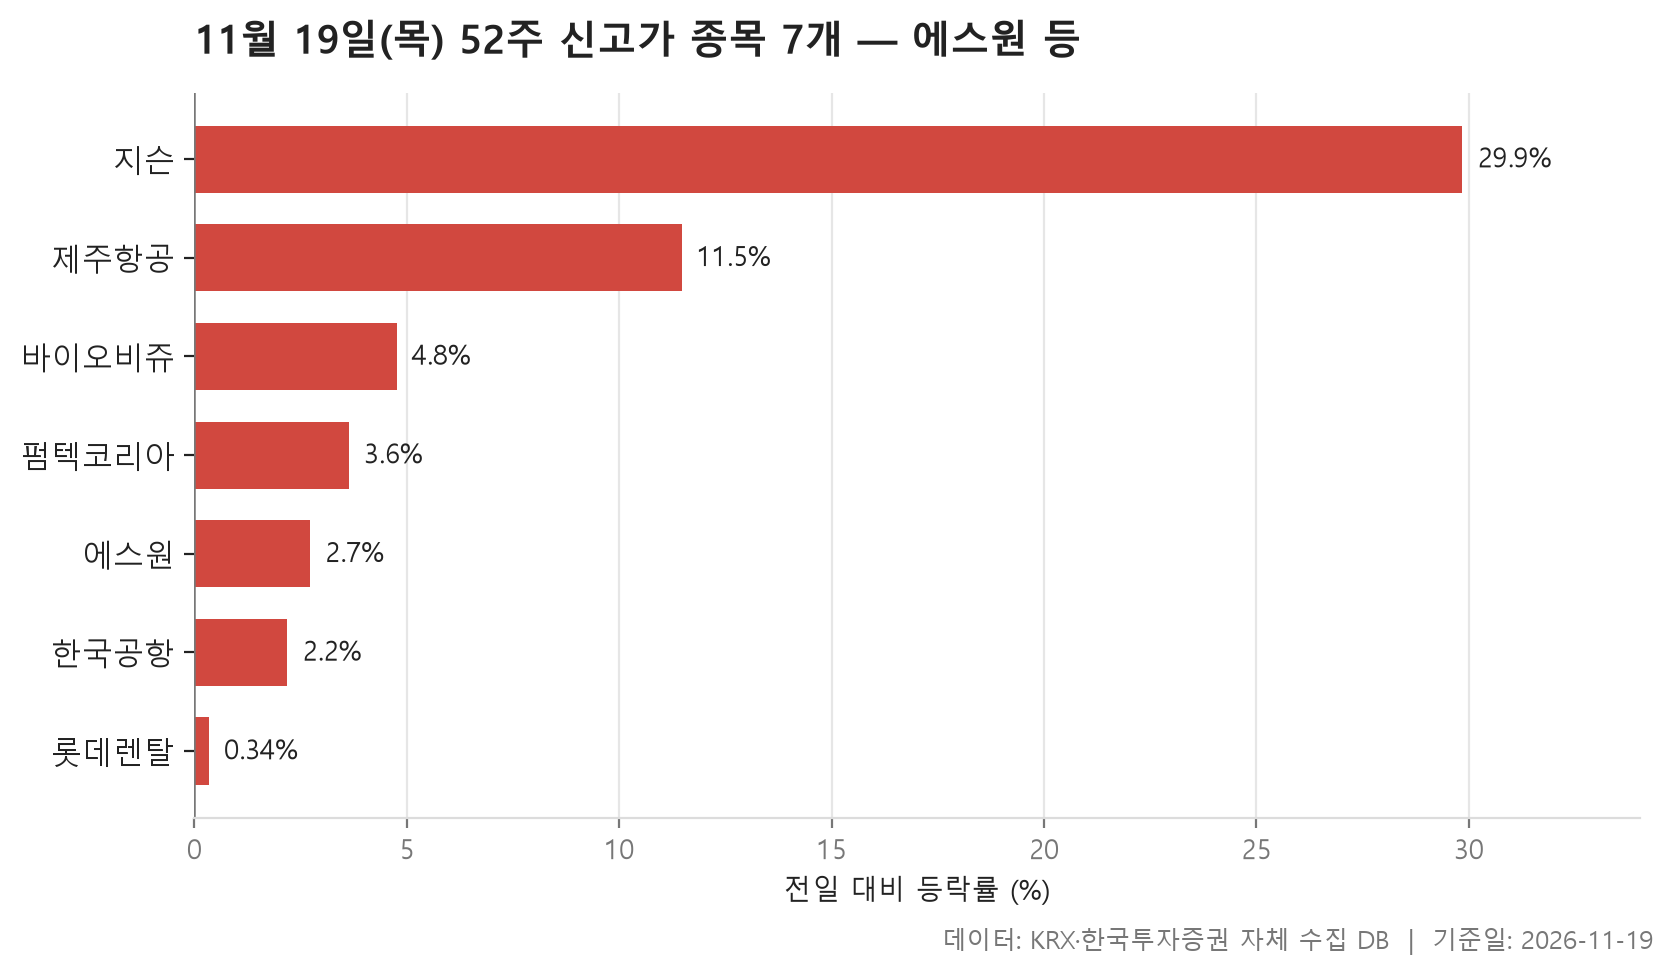 11월 19일(목) 52주 신고가 종목 7개 — 에스원 등
지슨
29.9%
제주항공
11.5%
바이오비쥬
4.8%
펌텍코리아
3.6%
에스원
2.7%
한국공항
2.2%
롯데렌탈
0.34%
0 5 10 15 20 25 30
전일 대비 등락률 (%)
데이터: KRX·한국투자증권 자체 수집 DB | 기준일: 2026-11-19